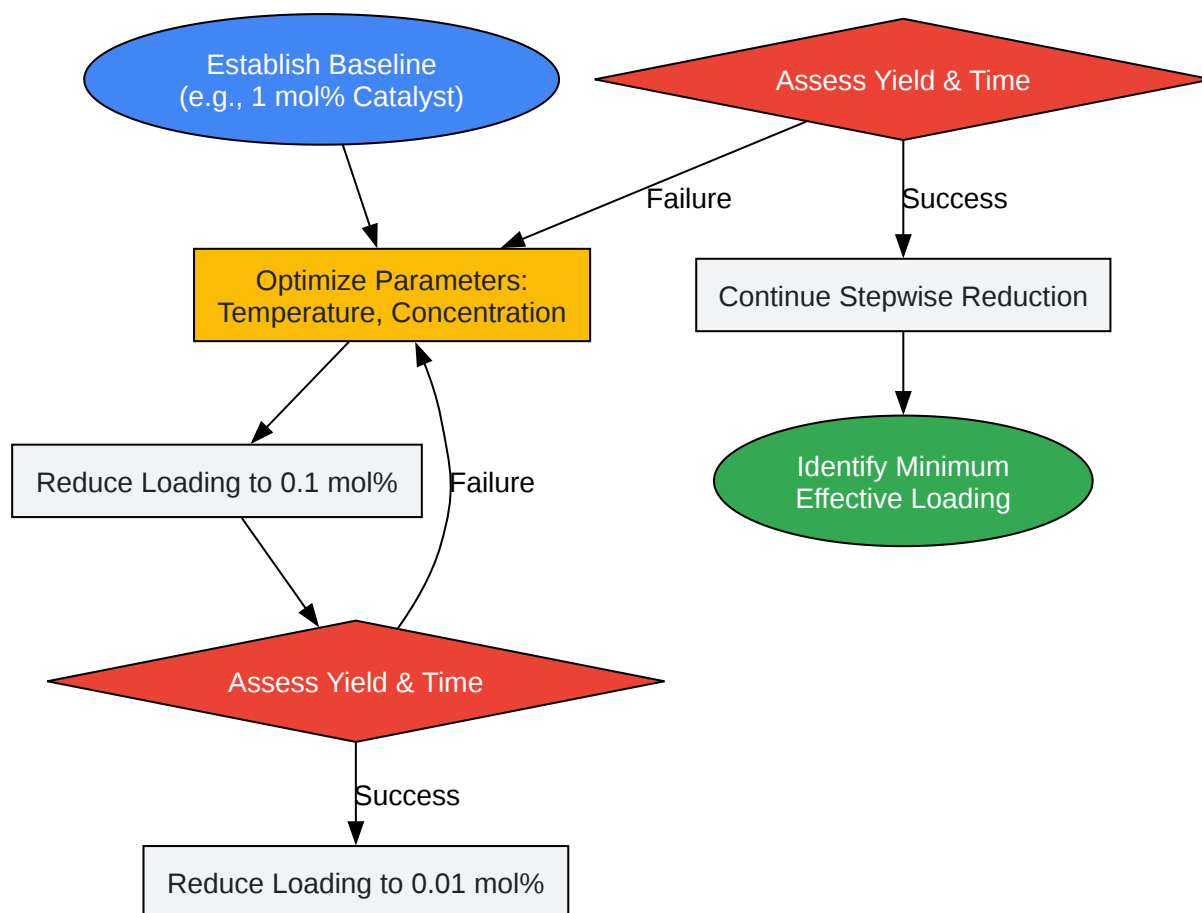 Establish Baseline
(e.g., 1 mol% Catalyst)
Assess Yield & Time
Failure
Success
Optimize Parameters:
Temperature, Concentration
Continue Stepwise Reduction
Reduce Loading to 0.1 mol%
Failure
Identify Minimum
Effective Loading
Assess Yield & Time
Success
Reduce Loading to 0.01 mol%